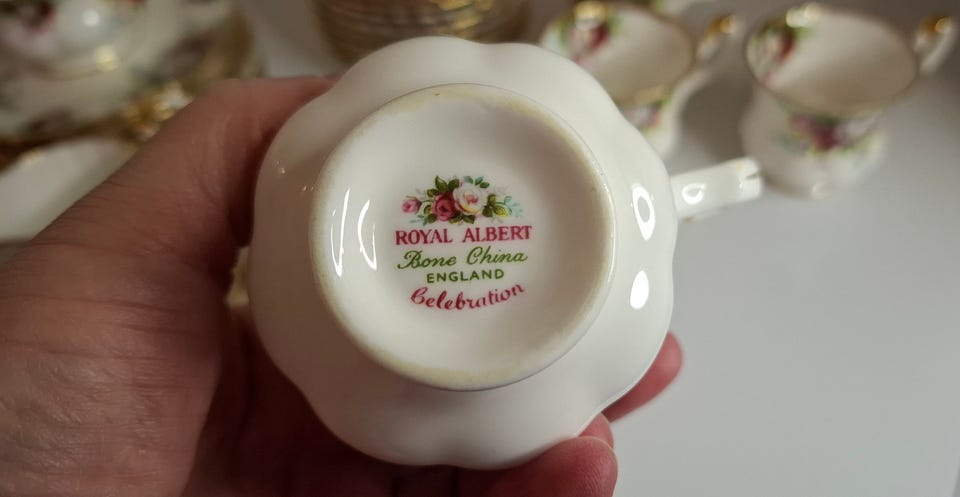 ROYAL ALBERT
Bone China
ENGLAND
Celebration